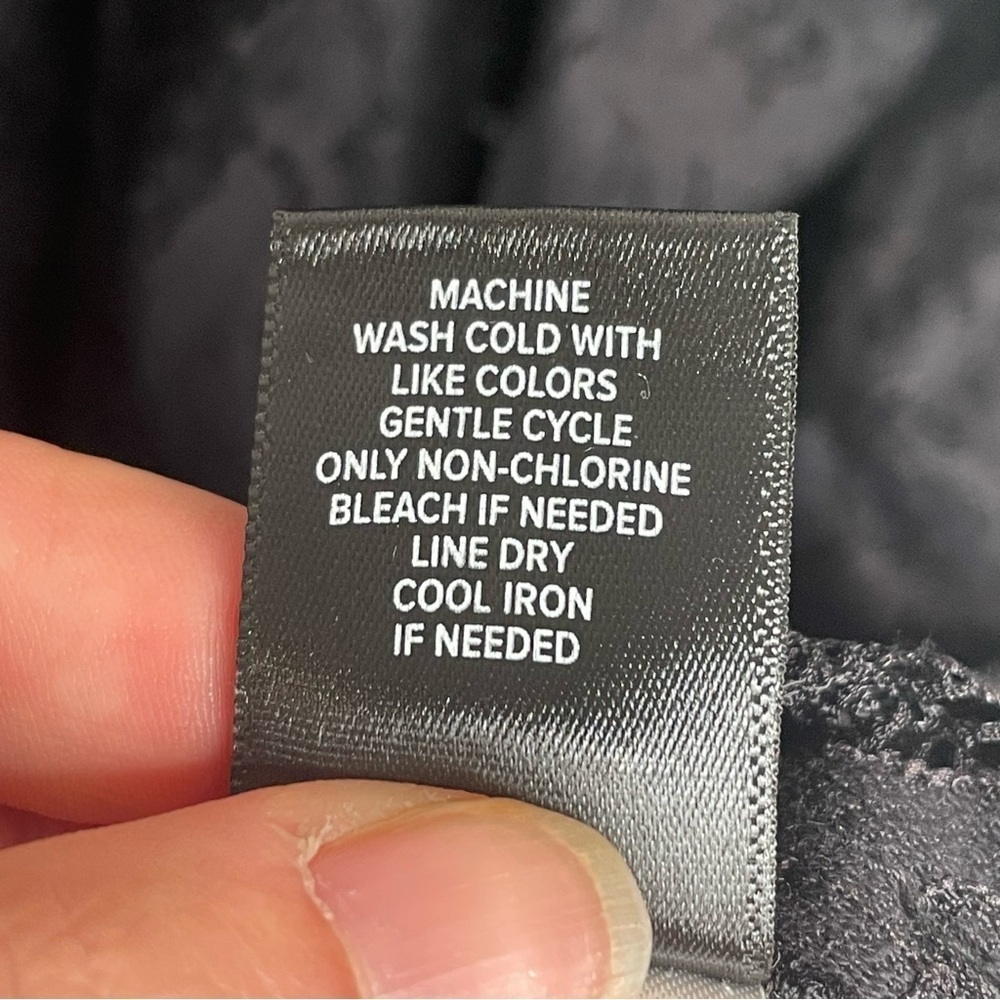 MACHINE
WASH COLD WITH
LIKE COLORS
GENTLE CYCLE
ONLY NON-CHLORINE
BLEACH IF NEEDED
LINE DRY
COOL IRON
IF NEEDED